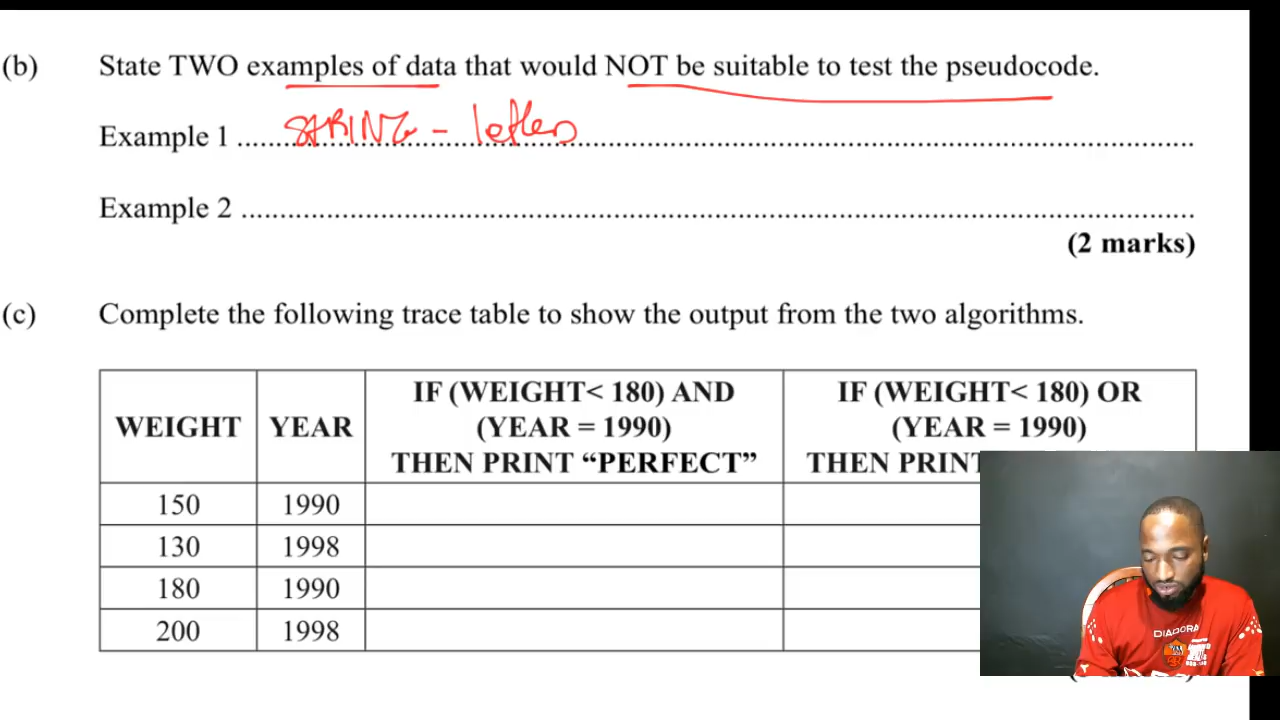 (b) State TWO examples of data that would NOT be suitable to test the pseudocode.
Example 1 STRING - letters
Example 2
(2 marks)
(c) Complete the following trace table to show the output from the two algorithms.
WEIGHT YEAR IF (WEIGHT< 180) AND (YEAR = 1990) THEN PRINT “PERFECT” IF (WEIGHT< 180) OR (YEAR = 1990) THEN PRINT
150 1990
130 1998
180 1990
200 1998
DIADORA